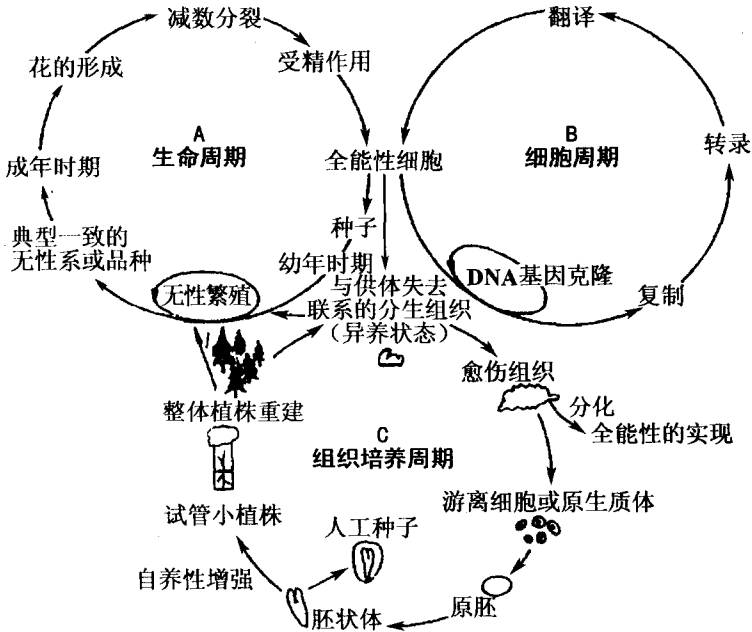 减数分裂
翻译
花的形成
受精作用
A
生命周期
B
细胞周期
转录
成年时期
全能性细胞
典型一致的
无性系或品种
种子
幼年时期
无性繁殖
与供体失去
联系的分生组织
（异养状态）
DNA基因克隆
复制
愈伤组织
整体植株重建
分化
全能性的实现
C
组织培养周期
游离细胞或原生质体
试管小植株
人工种子
自养性增强
胚状体
原胚